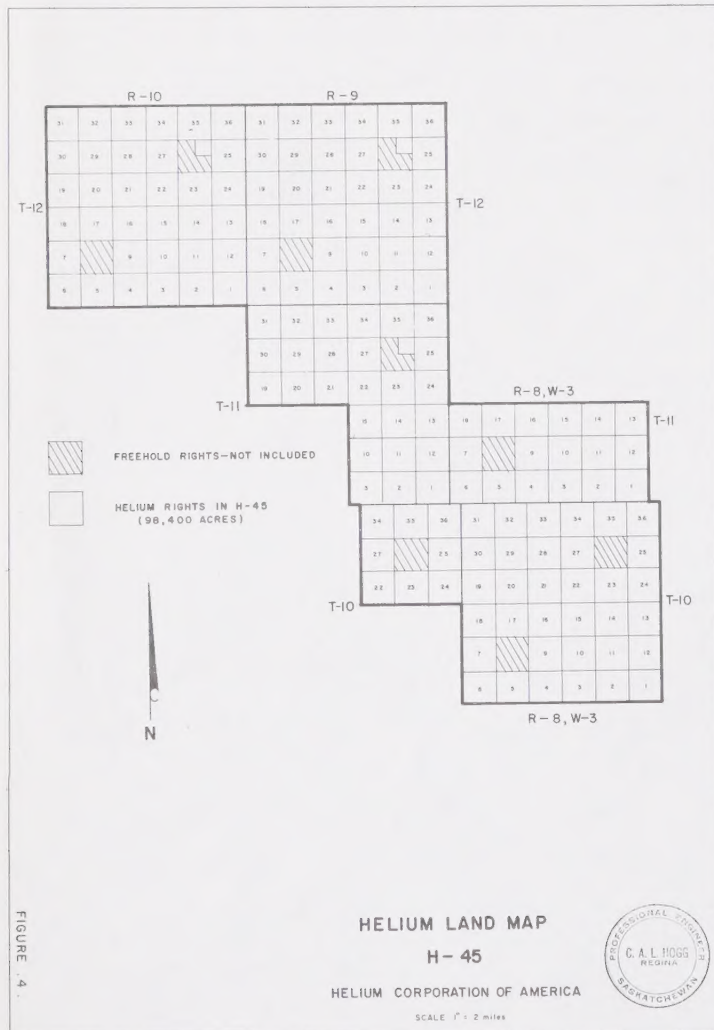 R-10 R-9
31 32 33 34 35 36 31 32 33 34 35 36
30 29 28 27 25 30 29 28 27 25
19 20 21 22 23 24 19 20 21 22 23 24
T-12 18 17 16 15 14 13 18 17 16 15 14 13 T-12
7 9 10 11 12 7 9 10 11 12
6 5 4 3 2 1 6 5 4 3 2 1
31 32 33 34 35 36
30 29 28 27 25
19 20 21 22 23 24
R-8, W-3
T-11 15 14 13 18 17 16 15 14 13 T-11
10 11 12 7 9 10 11 12
3 2 1 6 5 4 3 2 1
34 35 36 31 32 33 34 35 36
27 25 30 29 28 27 25
22 23 24 19 20 21 22 23 24
T-10 T-10
18 17 16 15 14 13
7 9 10 11 12
6 5 4 3 2 1
R-8, W-3
FREEHOLD RIGHTS-NOT INCLUDED
HELIUM RIGHTS IN H-45
(98,400 ACRES)
N
FIGURE .4.
HELIUM LAND MAP
H-45
HELIUM CORPORATION OF AMERICA
SCALE 1" = 2 miles
PROFESSIONAL ENGINEER
C. A. L. HOGG
REGINA
SASKATCHEWAN